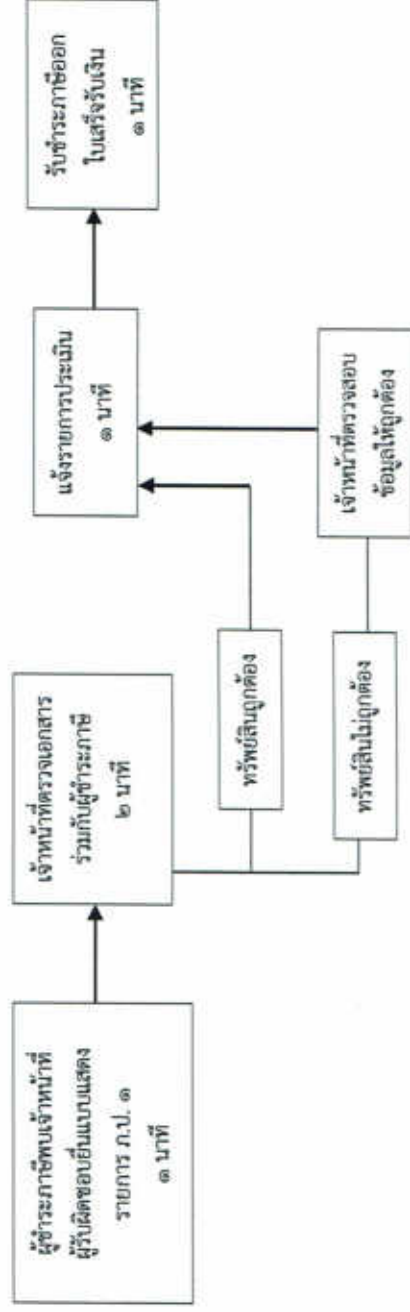 ผู้ชำระภาษีพบเจ้าหน้าที่
ผู้รับผิดชอบยื่นแบบแสดง
รายการ ภ.ป. ๑
๑ นาที
เจ้าหน้าที่ตรวจเอกสาร
ร่วมกับผู้ชำระภาษี
๒ นาที
ทรัพย์สินถูกต้อง
ทรัพย์สินไม่ถูกต้อง
เจ้าหน้าที่ตรวจสอบ
ข้อมูลให้ถูกต้อง
แจ้งรายการประเมิน
๑ นาที
รับชำระภาษีออก
ใบเสร็จรับเงิน
๑ นาที